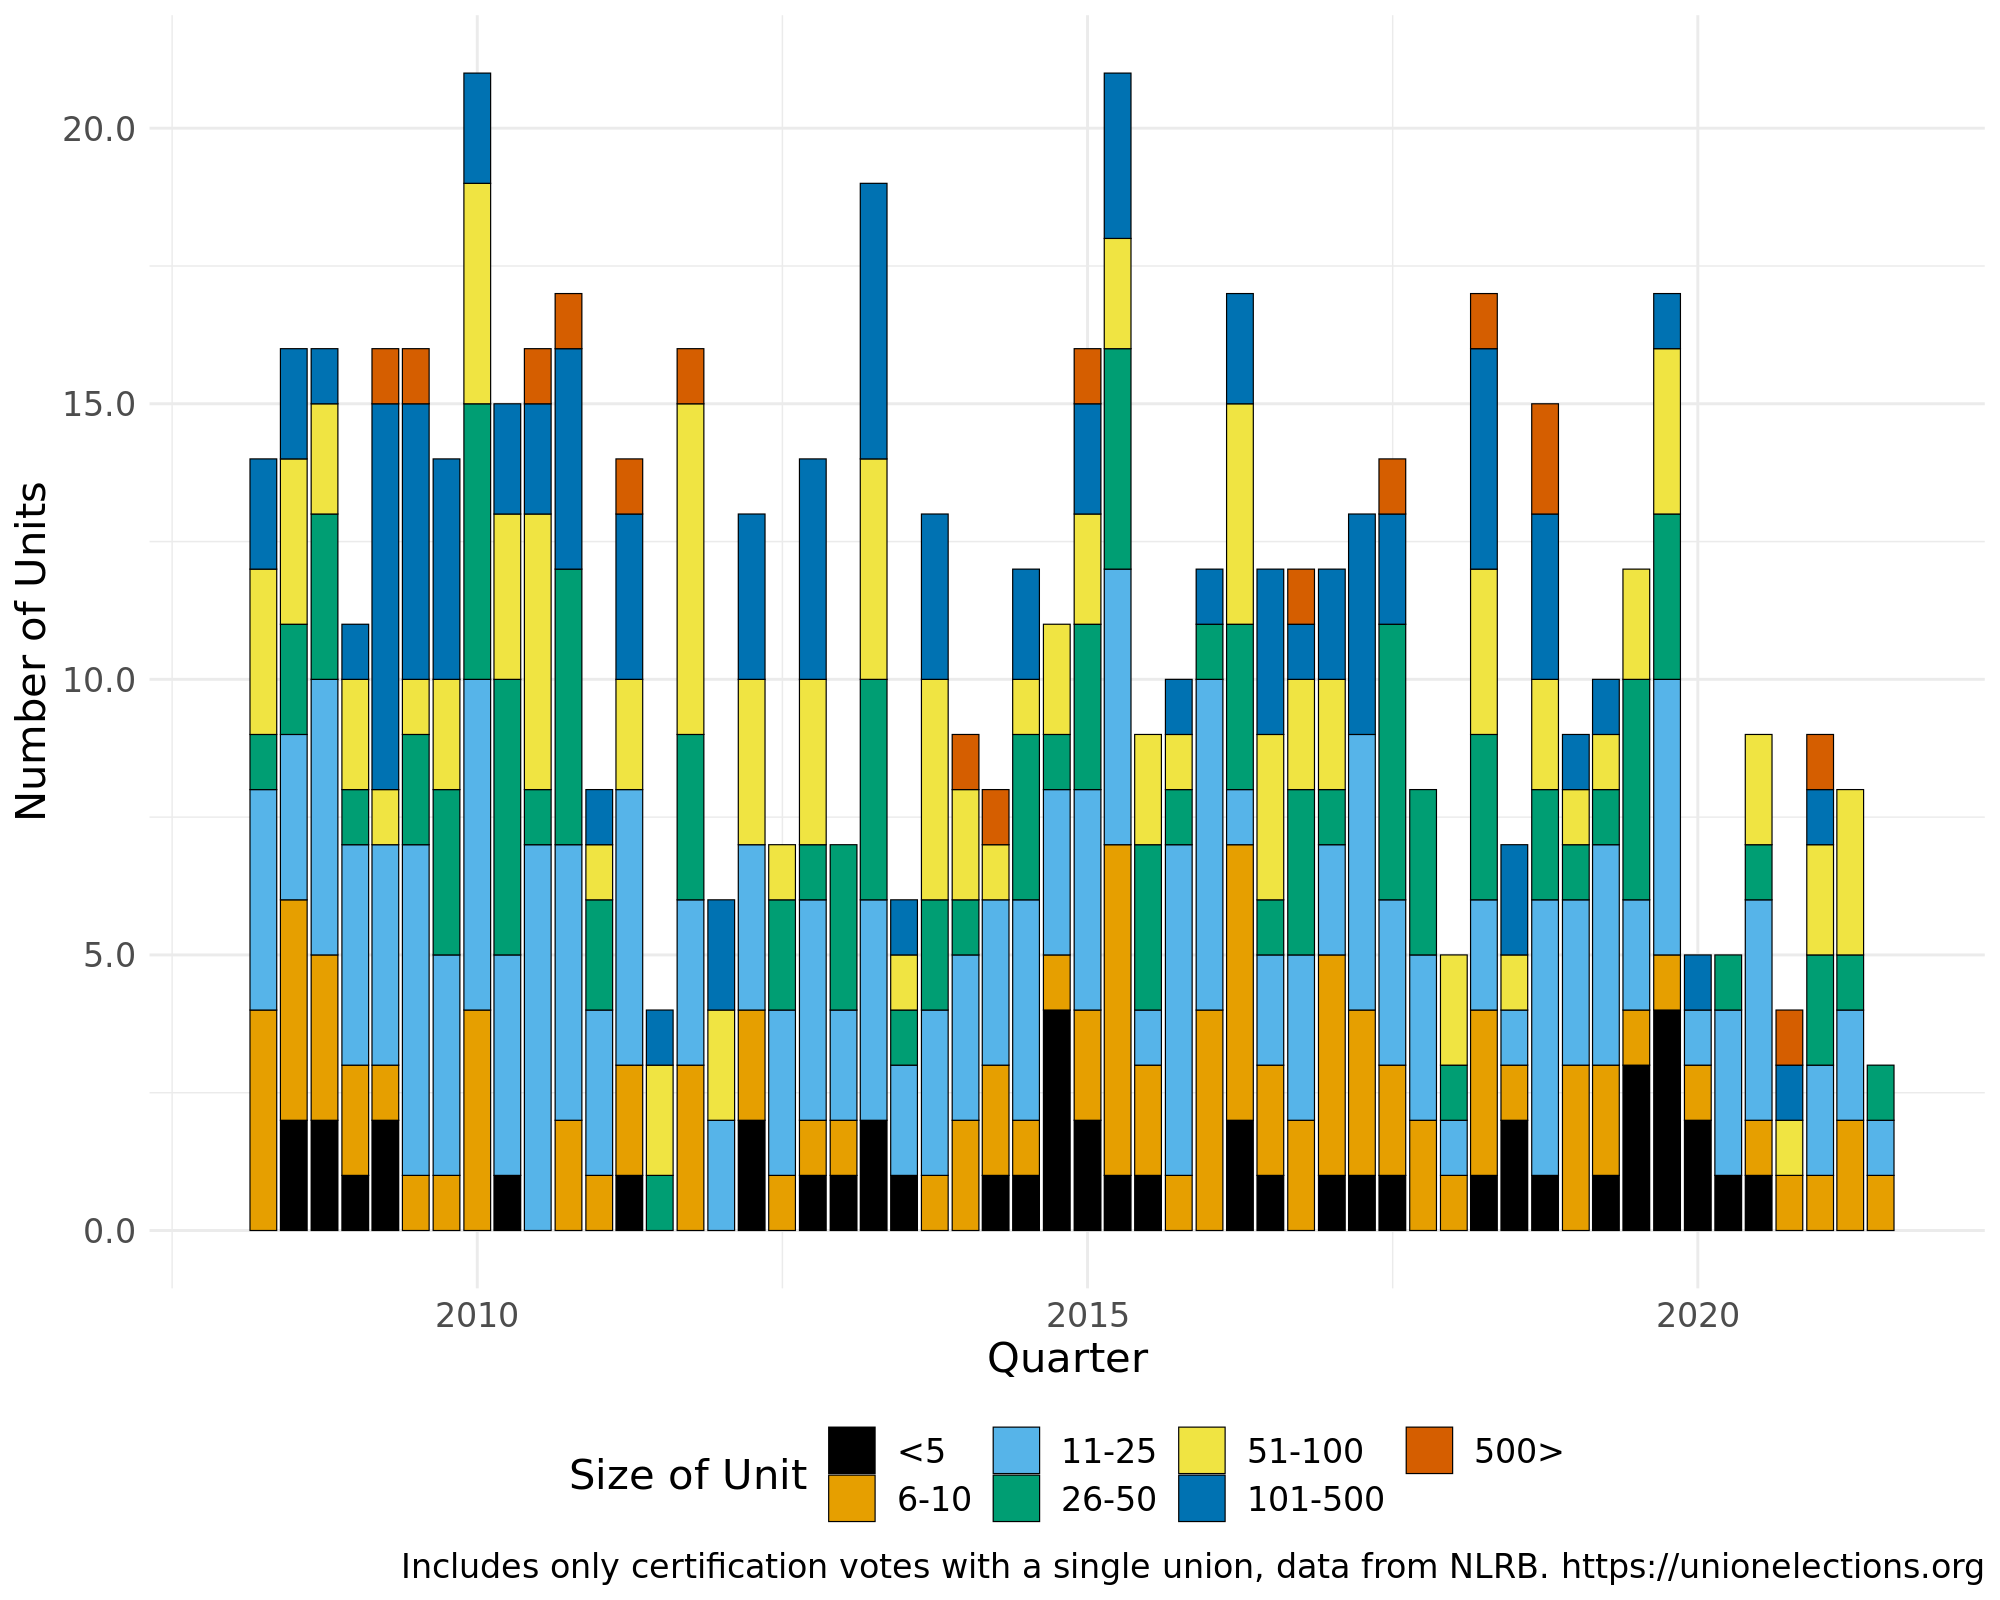 20.0
15.0
10.0
5.0
0.0
Number of Units
2010 2015 2020
Quarter
Size of Unit
<5 11-25 51-100 500>
6-10 26-50 101-500
Includes only certification votes with a single union, data from NLRB. https://unionelections.org